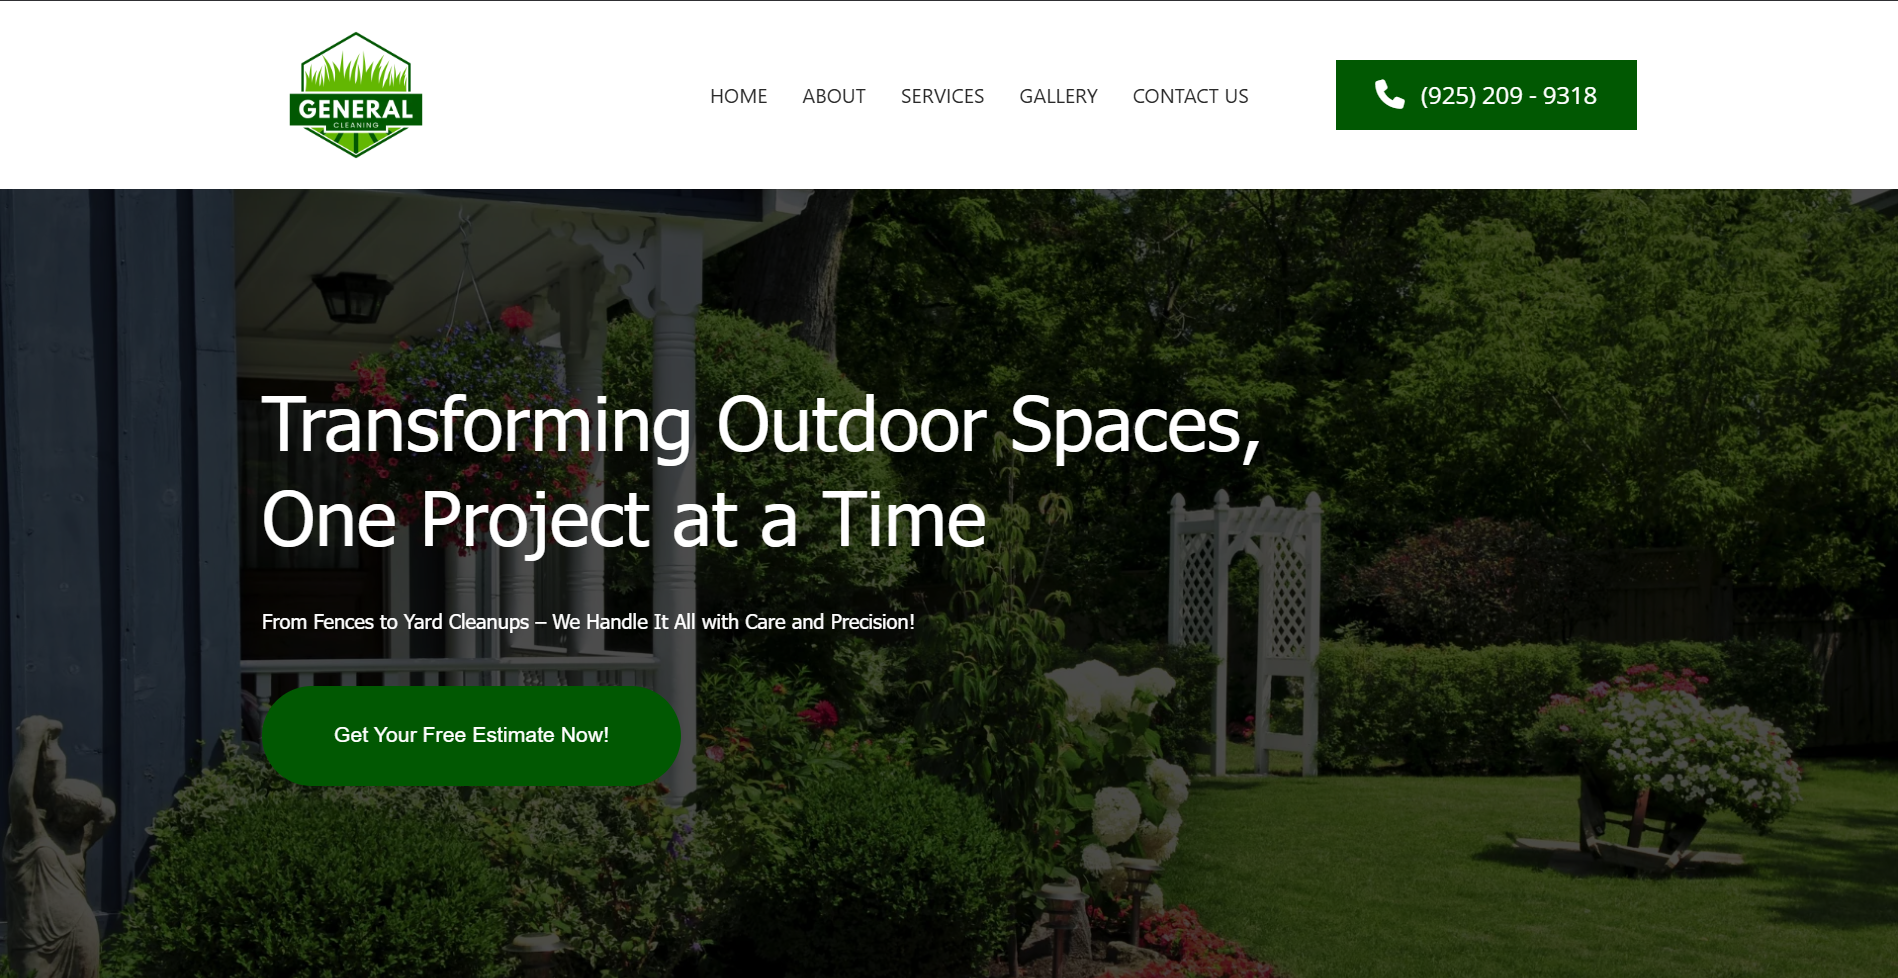 GENERAL
CLEANING
HOME
ABOUT
SERVICES
GALLERY
CONTACT US
(925) 209 - 9318
Transforming Outdoor Spaces,
One Project at a Time
From Fences to Yard Cleanups – We Handle It All with Care and Precision!
Get Your Free Estimate Now!